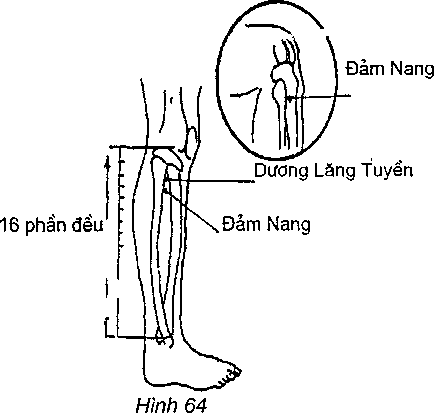 Đảm Nang
Dương Lăng Tuyền
16 phần đều
Đảm Nang
Hình 64